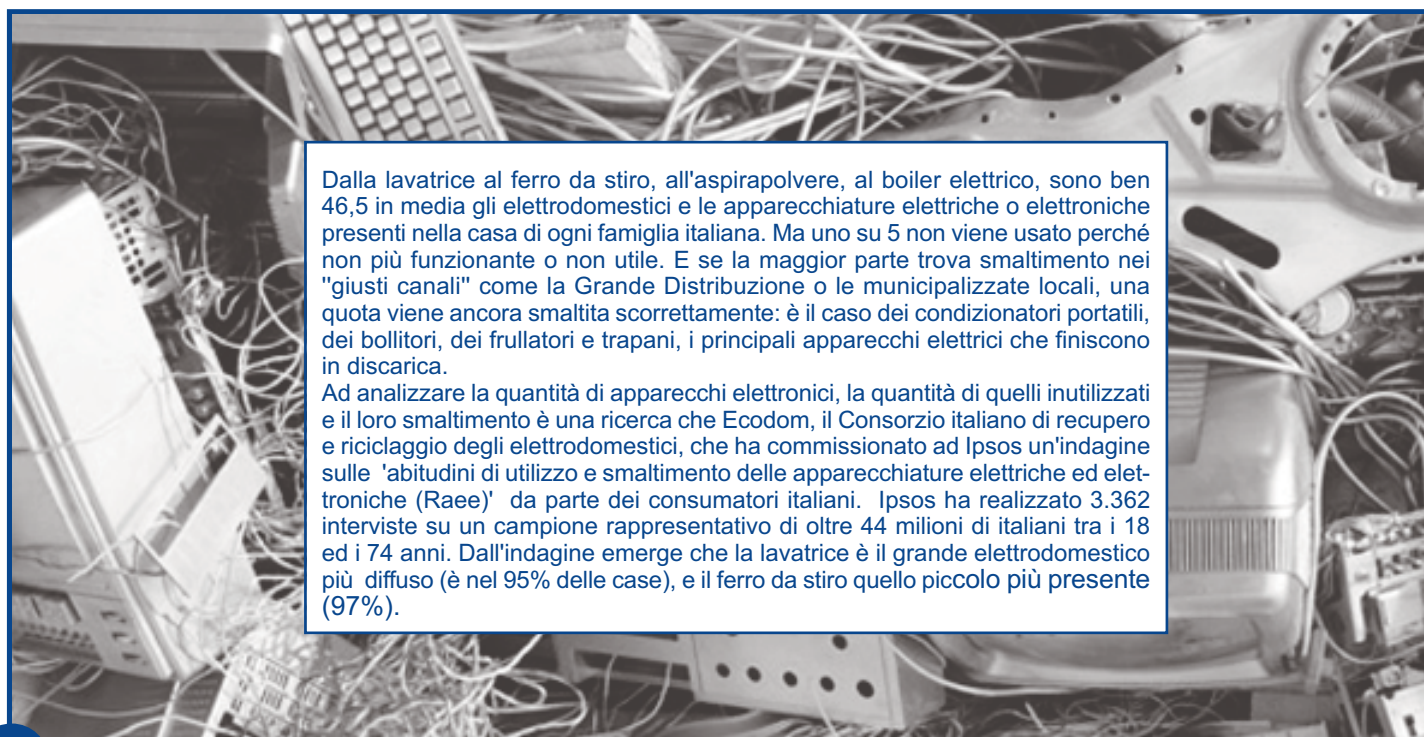 Dalla lavatrice al ferro da stiro, all'aspirapolvere, al boiler elettrico, sono ben
46,5 in media gli elettrodomestici e le apparecchiature elettriche o elettroniche
presenti nella casa di ogni famiglia italiana. Ma uno su 5 non viene usato perché
non più funzionante o non utile. E se la maggior parte trova smaltimento nei
"giusti canali" come la Grande Distribuzione o le municipalizzate locali, una
quota viene ancora smaltita scorrettamente: è il caso dei condizionatori portatili,
dei bollitori, dei frullatori e trapani, i principali apparecchi elettrici che finiscono
in discarica.
Ad analizzare la quantità di apparecchi elettronici, la quantità di quelli inutilizzati
e il loro smaltimento è una ricerca che Ecodom, il Consorzio italiano di recupero
e riciclaggio degli elettrodomestici, che ha commissionato ad Ipsos un'indagine
sulle 'abitudini di utilizzo e smaltimento delle apparecchiature elettriche ed elet-
troniche (Raee)' da parte dei consumatori italiani. Ipsos ha realizzato 3.362
interviste su un campione rappresentativo di oltre 44 milioni di italiani tra i 18
ed i 74 anni. Dall'indagine emerge che la lavatrice è il grande elettrodomestico
più diffuso (è nel 95% delle case), e il ferro da stiro quello piccolo più presente
(97%).